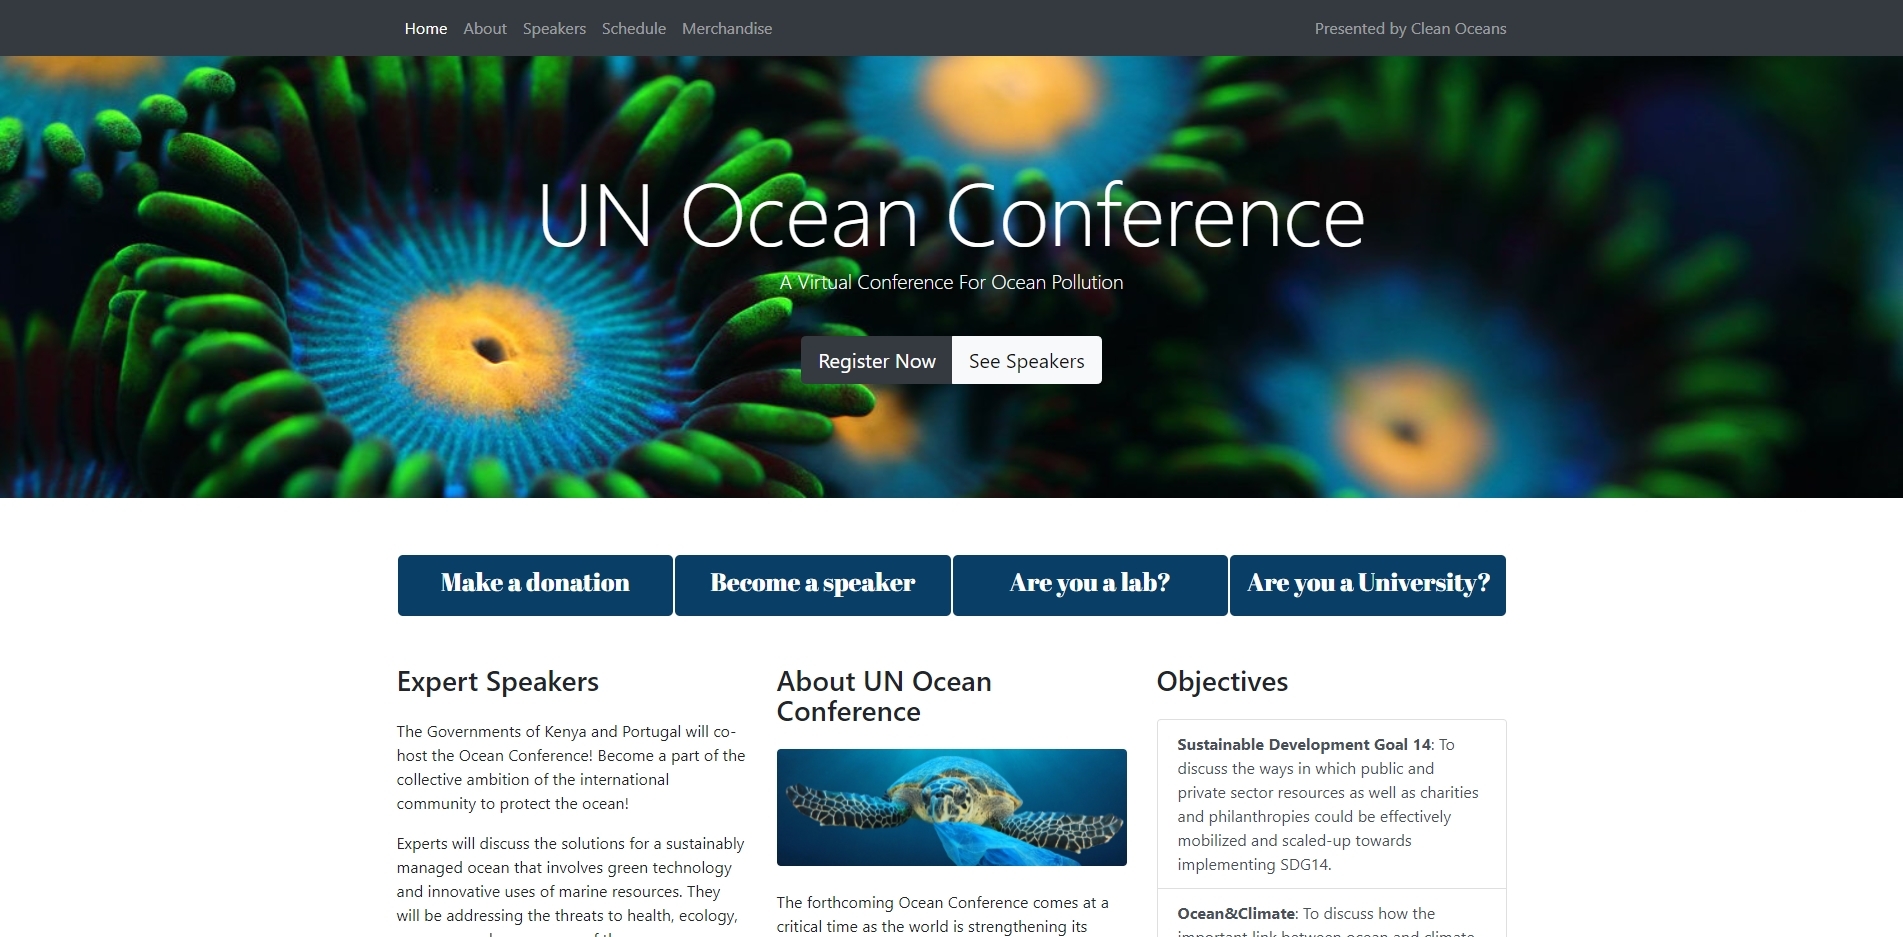 Home About Speakers Schedule Merchandise Presented by Clean Oceans
UN Ocean Conference
A Virtual Conference For Ocean Pollution
Register Now See Speakers
Make a donation Become a speaker Are you a lab? Are you a University?
Expert Speakers
The Governments of Kenya and Portugal will co-
host the Ocean Conference! Become a part of the
collective ambition of the international
community to protect the ocean!
Experts will discuss the solutions for a sustainably
managed ocean that involves green technology
and innovative uses of marine resources. They
will be addressing the threats to health, ecology,
About UN Ocean
Conference
The forthcoming Ocean Conference comes at a
critical time as the world is strengthening its
Objectives
Sustainable Development Goal 14: To
discuss the ways in which public and
private sector resources as well as charities
and philanthropies could be effectively
mobilized and scaled-up towards
implementing SDG14.
Ocean&Climate: To discuss how the
important link between ocean and climate